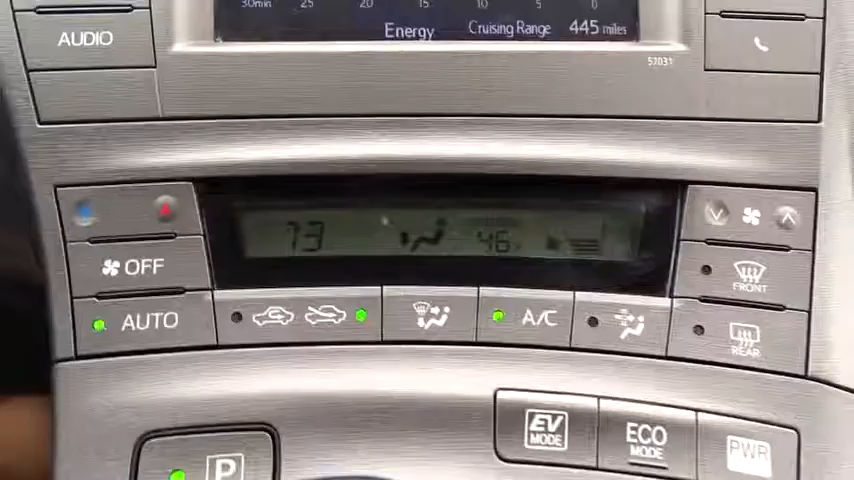 30min 25 20 15 10 5 0
Energy Cruising Range 445 miles
AUDIO
57031
73 46
OFF
FRONT
AUTO A/C
REAR
EV MODE
ECO MODE
PWR MODE
P